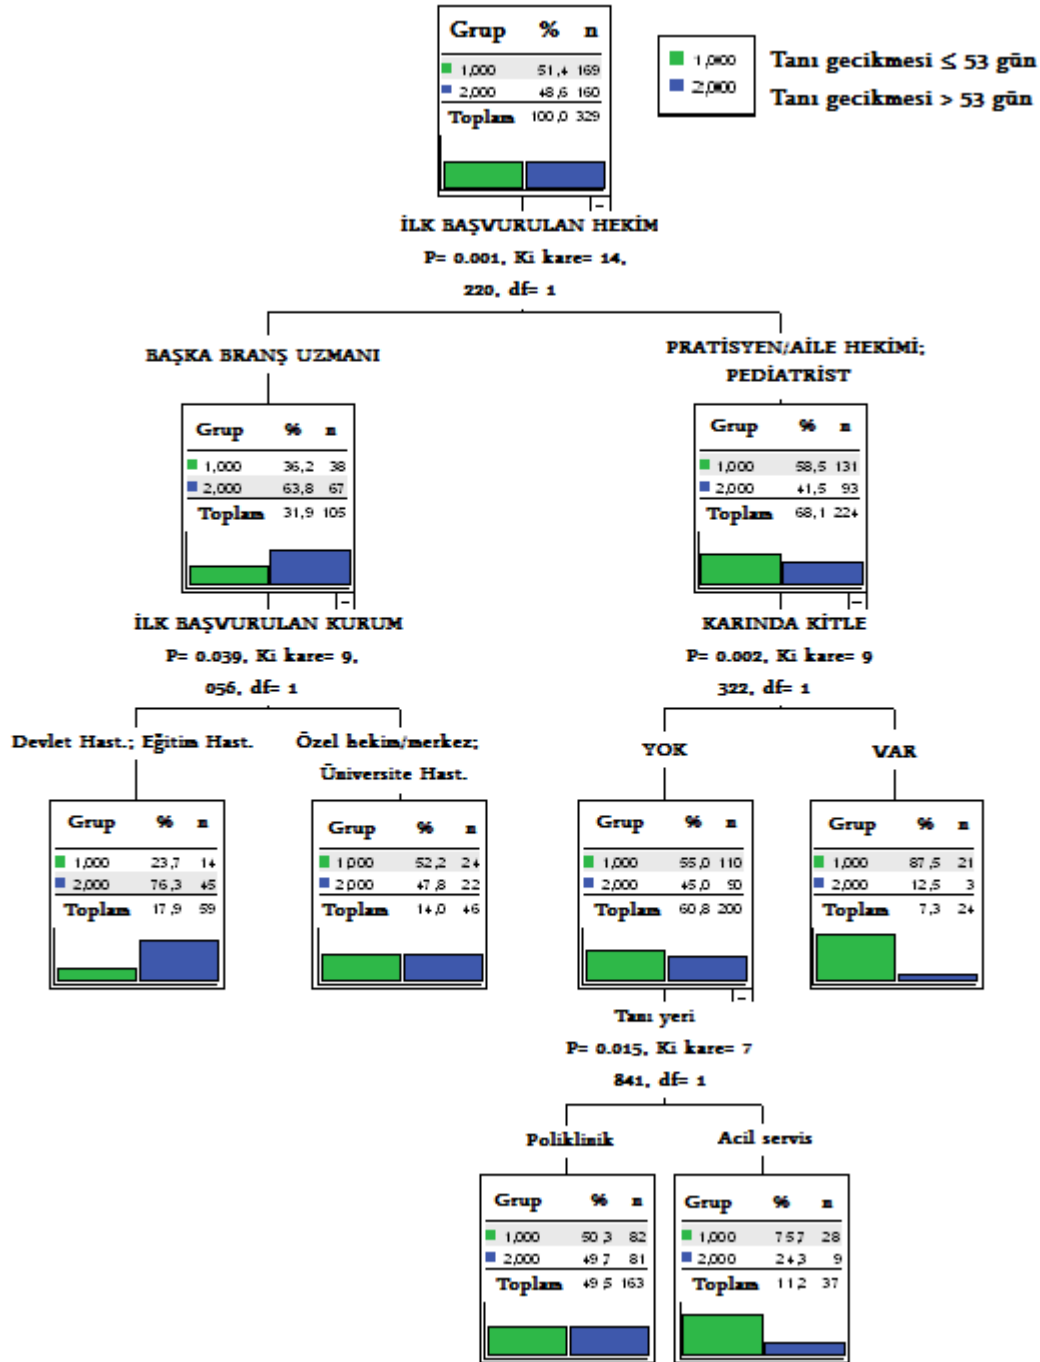 Grup % n
1,000 51,4 169
2,000 48,6 160
Toplam 100,0 329
1,000 Tanı gecikmesi ≤ 53 gün
2,000 Tanı gecikmesi > 53 gün
İLK BAŞVURULAN HEKİM
P= 0.001, Ki kare= 14,
220, df= 1
BAŞKA BRANŞ UZMANI
PRATİSYEN/AİLE HEKİMİ;
PEDİATRİST
Grup % n
1,000 36,2 38
2,000 63,8 67
Toplam 31,9 105
Grup % n
1,000 58,5 131
2,000 41,5 93
Toplam 68,1 224
İLK BAŞVURULAN KURUM
P= 0.039, Ki kare= 9,
056, df= 1
KARINDA KİTLE
P= 0.002, Ki kare= 9
322, df= 1
Devlet Hast.; Eğitim Hast.
Özel hekim/merkez;
Üniversite Hast.
YOK
VAR
Grup % n
1,000 23,7 14
2,000 76,3 45
Toplam 17,9 59
Grup % n
1,000 52,2 24
2,000 47,8 22
Toplam 14,0 46
Grup % n
1,000 55,0 110
2,000 45,0 90
Toplam 60,8 200
Grup % n
1,000 87,5 21
2,000 12,5 3
Toplam 7,3 24
Tanı yeri
P= 0.015, Ki kare= 7
841, df= 1
Poliklinik
Acil servis
Grup % n
1,000 50,3 82
2,000 49,7 81
Toplam 49,5 163
Grup % n
1,000 75,7 28
2,000 24,3 9
Toplam 11,2 37